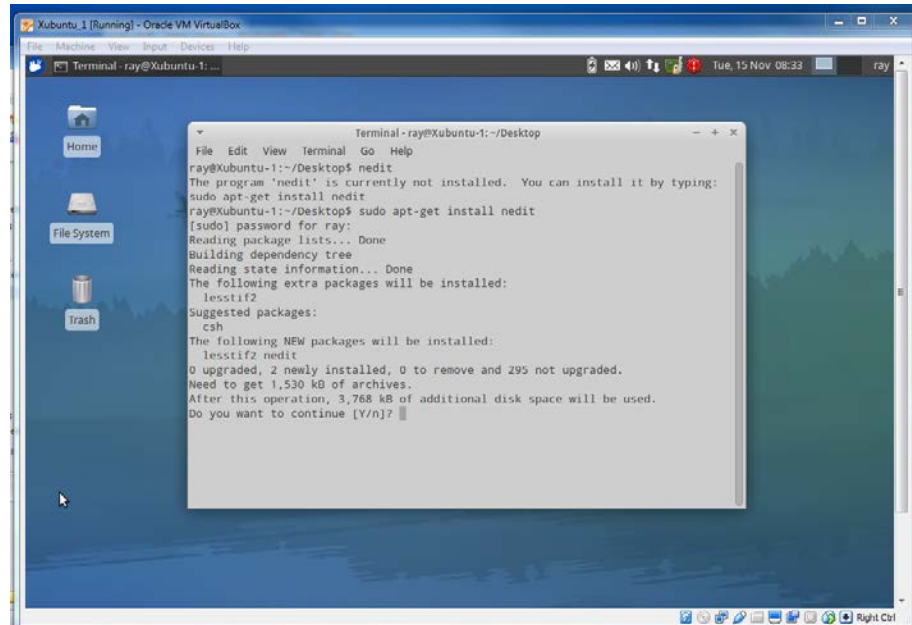 Xubuntu_1 [Running] - Oracle VM VirtualBox
File Machine View Input Devices Help
Terminal - ray@Xubuntu-1: ...
Tue, 15 Nov 08:33
ray
Home
File System
Trash
Terminal - ray@Xubuntu-1: ~/Desktop
File Edit View Terminal Go Help
ray@Xubuntu-1:~/Desktop$ nedit
The program 'nedit' is currently not installed.  You can install it by typing:
sudo apt-get install nedit
ray@Xubuntu-1:~/Desktop$ sudo apt-get install nedit
[sudo] password for ray:
Reading package lists... Done
Building dependency tree
Reading state information... Done
The following extra packages will be installed:
  lesstif2
Suggested packages:
  csh
The following NEW packages will be installed:
  lesstif2 nedit
0 upgraded, 2 newly installed, 0 to remove and 295 not upgraded.
Need to get 1,530 kB of archives.
After this operation, 3,768 kB of additional disk space will be used.
Do you want to continue [Y/n]?
Right Ctrl